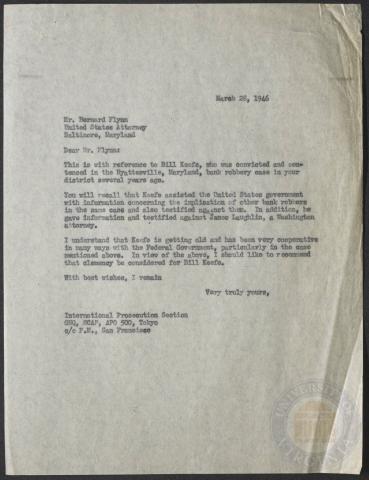 March 28, 1946
Mr. Bernard Flynn
United States Attorney
Baltimore, Maryland
Dear Mr. Flynn:
This is with reference to Bill Keefe, who was convicted and sen-
tenced in the Hyattsville, Maryland, bank robbery case in your
district several years ago.
You will recall that Keefe assisted the United States government
with information concerning the implication of other bank robbers
in the same case and also testified against them. In addition, he
gave information and testified against James Laughlin, a Washington
attorney.
I understand that Keefe is getting old and has been very cooperative
in many ways with the Federal Government, particularly in the case
mentioned above. In view of the above, I should like to recommend
that clemency be considered for Bill Keefe.
With best wishes, I remain
Very truly yours,
International Prosecution Section
GHQ, SCAP, APO 500, Tokyo
c/o P.M., San Francisco
UNIVERSITY OF VIRGINIA